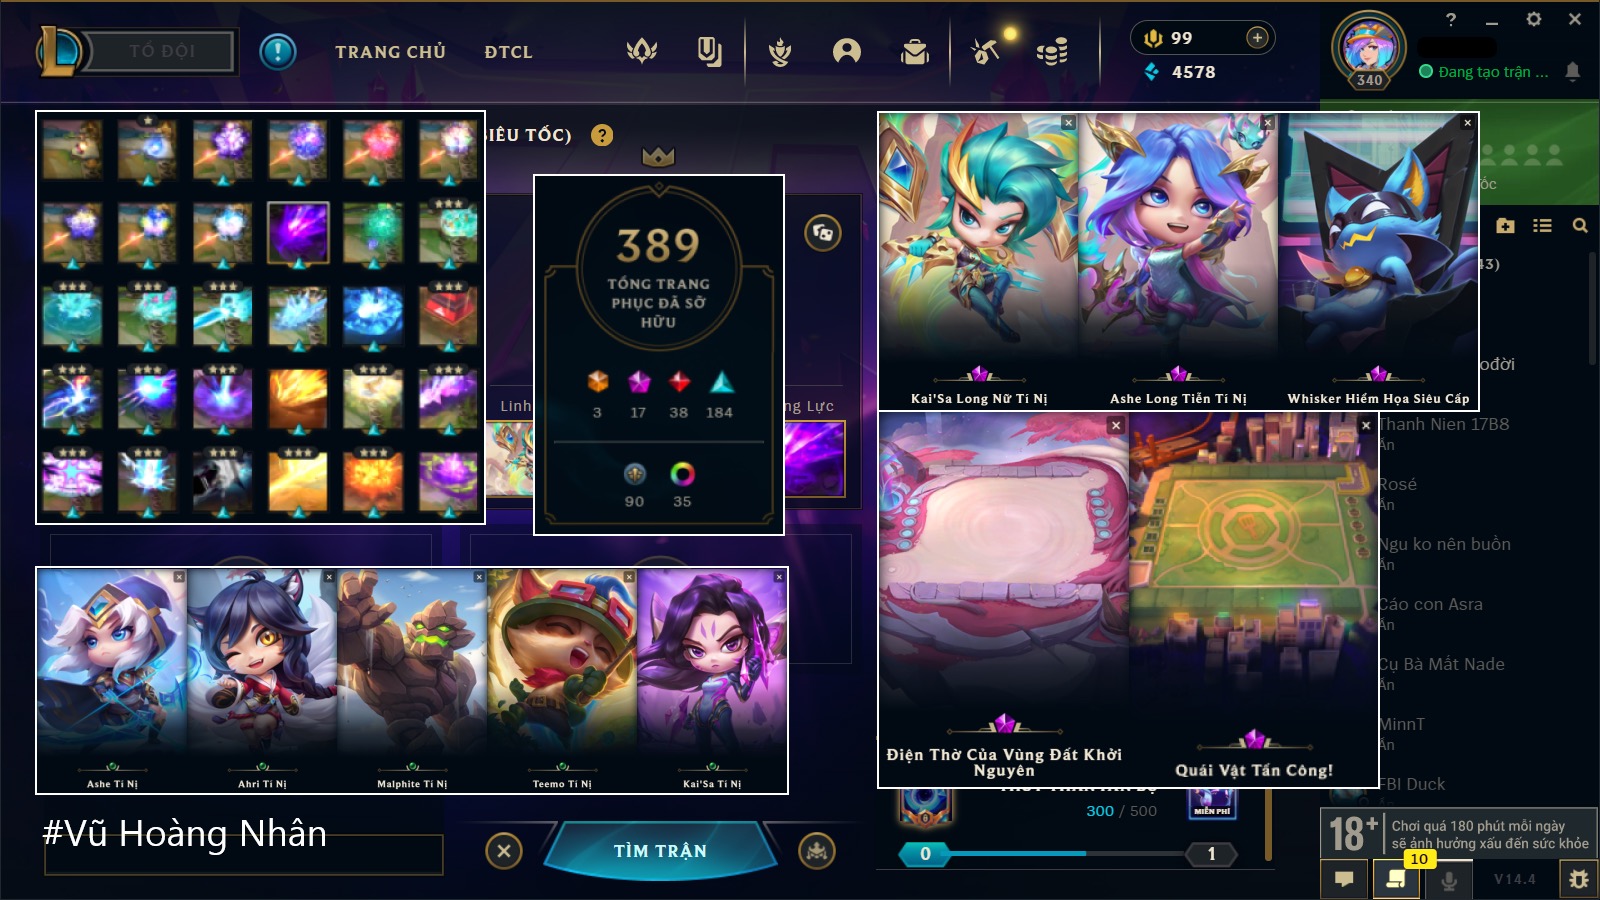 TỔ ĐỘI
TRANG CHỦ
ĐTCL
99
4578
340
Đang tạo trận ...
SIÊU TỐC)
?
389
TỔNG TRANG
PHỤC ĐÃ SỞ
HỮU
3
17
38
184
90
35
Linh
ng Lực
Kai'Sa Long Nữ Tí Nị
Ashe Long Tiễn Tí Nị
Whisker Hiểm Họa Siêu Cấp
Điện Thờ Của Vùng Đất Khởi
Nguyên
Quái Vật Tấn Công!
ốc
43)
ođời
Thanh Nien 17B8
Ẩn
Rosé
Ẩn
Ngu ko nên buồn
Ẩn
Cáo con Asra
Ẩn
Cụ Bà Mắt Nade
Ẩn
MinnT
Ẩn
FBI Duck
Ashe Tí Nị
Ahri Tí Nị
Malphite Tí Nị
Teemo Tí Nị
Kai'Sa Tí Nị
#Vũ Hoàng Nhân
TÌM TRẬN
300 / 500
MIỄN PHÍ
0
1
18+
Chơi quá 180 phút mỗi ngày
sẽ ảnh hưởng xấu đến sức khỏe
10
V14.4